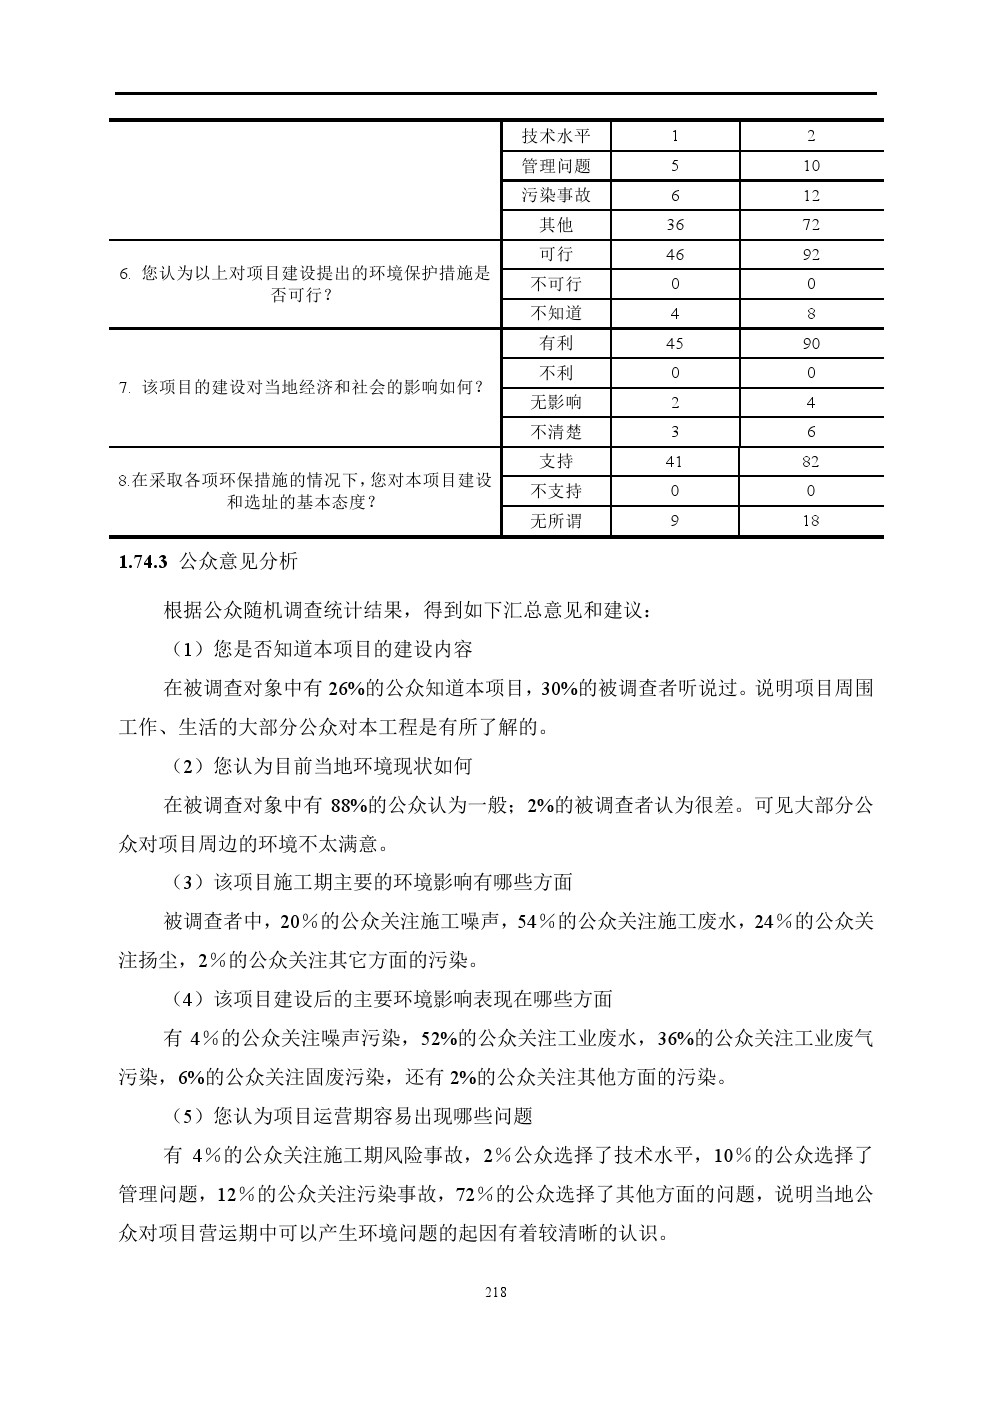 技术水平 1 2
管理问题 5 10
污染事故 6 12
其他 36 72
6. 您认为以上对项目建设提出的环境保护措施是
否可行？
可行 46 92
不可行 0 0
不知道 4 8
7. 该项目的建设对当地经济和社会的影响如何？
有利 45 90
不利 0 0
无影响 2 4
不清楚 3 6
8.在采取各项环保措施的情况下，您对本项目建设
和选址的基本态度？
支持 41 82
不支持 0 0
无所谓 9 18
1.74.3 公众意见分析
根据公众随机调查统计结果，得到如下汇总意见和建议：
（1）您是否知道本项目的建设内容
在被调查对象中有 26%的公众知道本项目，30%的被调查者听说过。说明项目周围
工作、生活的大部分公众对本工程是有所了解的。
（2）您认为目前当地环境现状如何
在被调查对象中有 88%的公众认为一般；2%的被调查者认为很差。可见大部分公
众对项目周边的环境不太满意。
（3）该项目施工期主要的环境影响有哪些方面
被调查者中，20％的公众关注施工噪声，54％的公众关注施工废水，24％的公众关
注扬尘，2％的公众关注其它方面的污染。
（4）该项目建设后的主要环境影响表现在哪些方面
有 4％的公众关注噪声污染，52%的公众关注工业废水，36%的公众关注工业废气
污染，6%的公众关注固废污染，还有 2%的公众关注其他方面的污染。
（5）您认为项目运营期容易出现哪些问题
有 4％的公众关注施工期风险事故，2％公众选择了技术水平，10％的公众选择了
管理问题，12％的公众关注污染事故，72％的公众选择了其他方面的问题，说明当地公
众对项目营运期中可以产生环境问题的起因有着较清晰的认识。
218